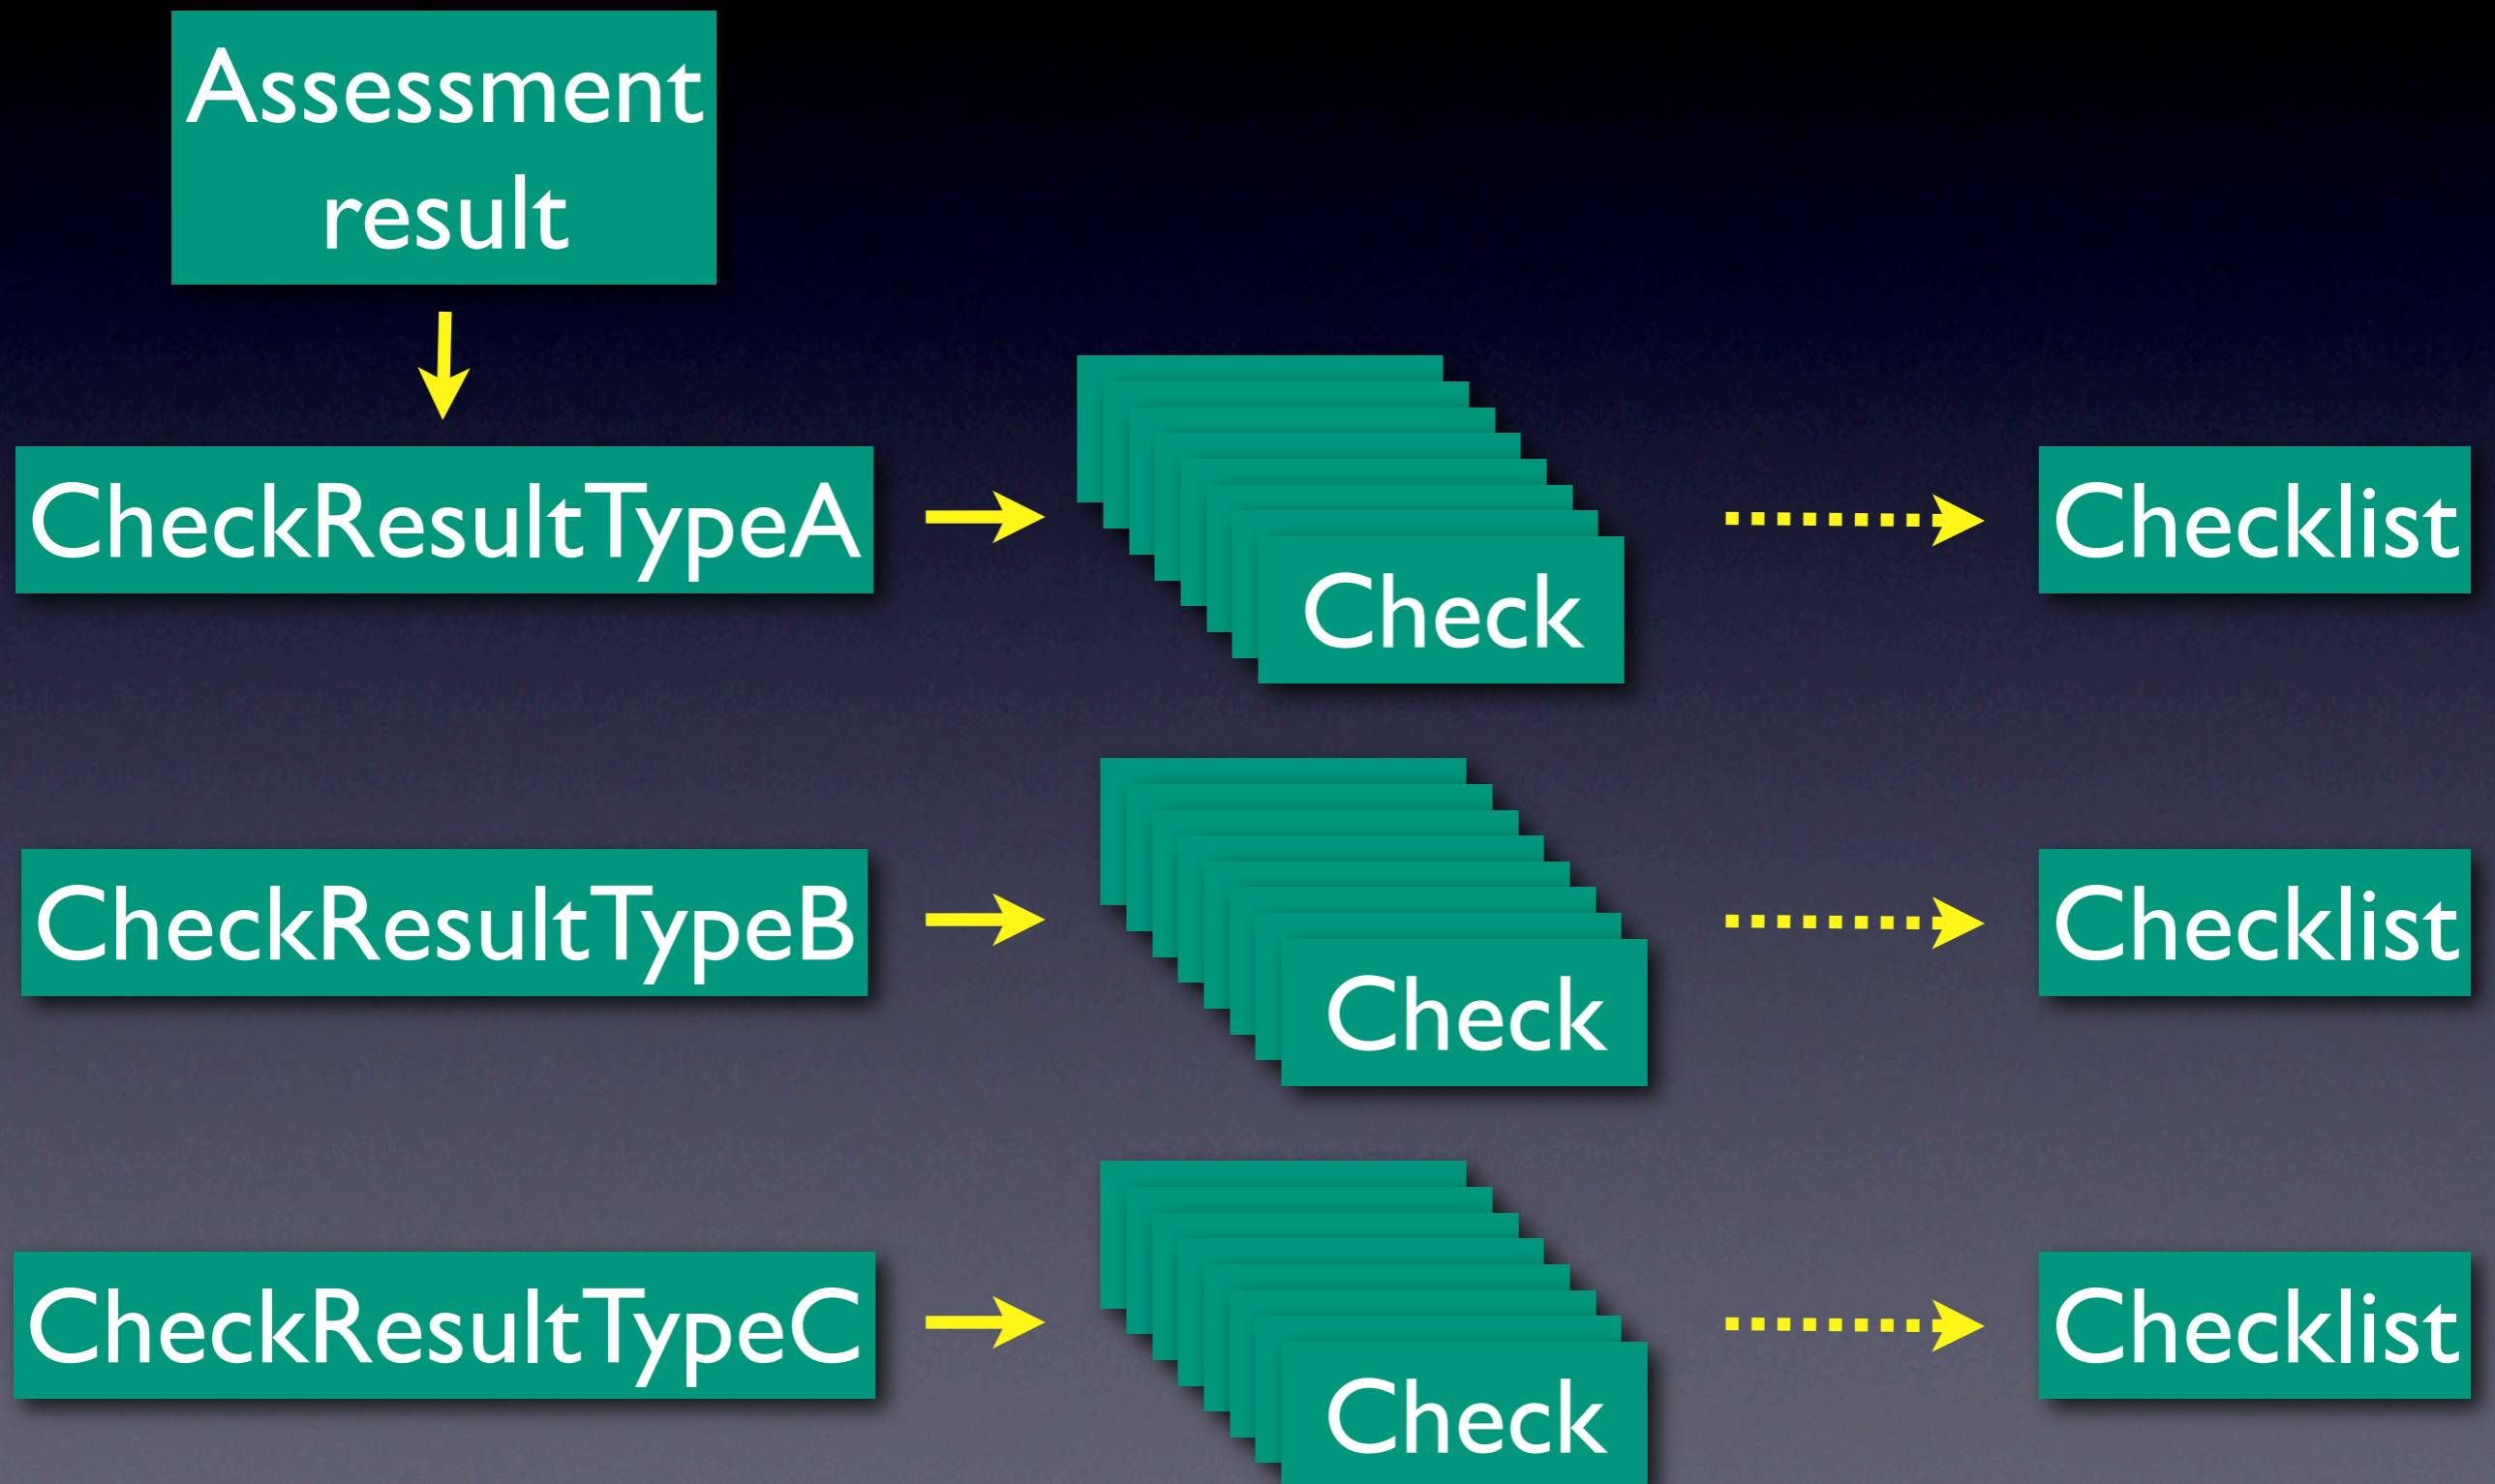 Assessment
result
CheckResultTypeA
Check
Checklist
CheckResultTypeB
Check
Checklist
CheckResultTypeC
Check
Checklist